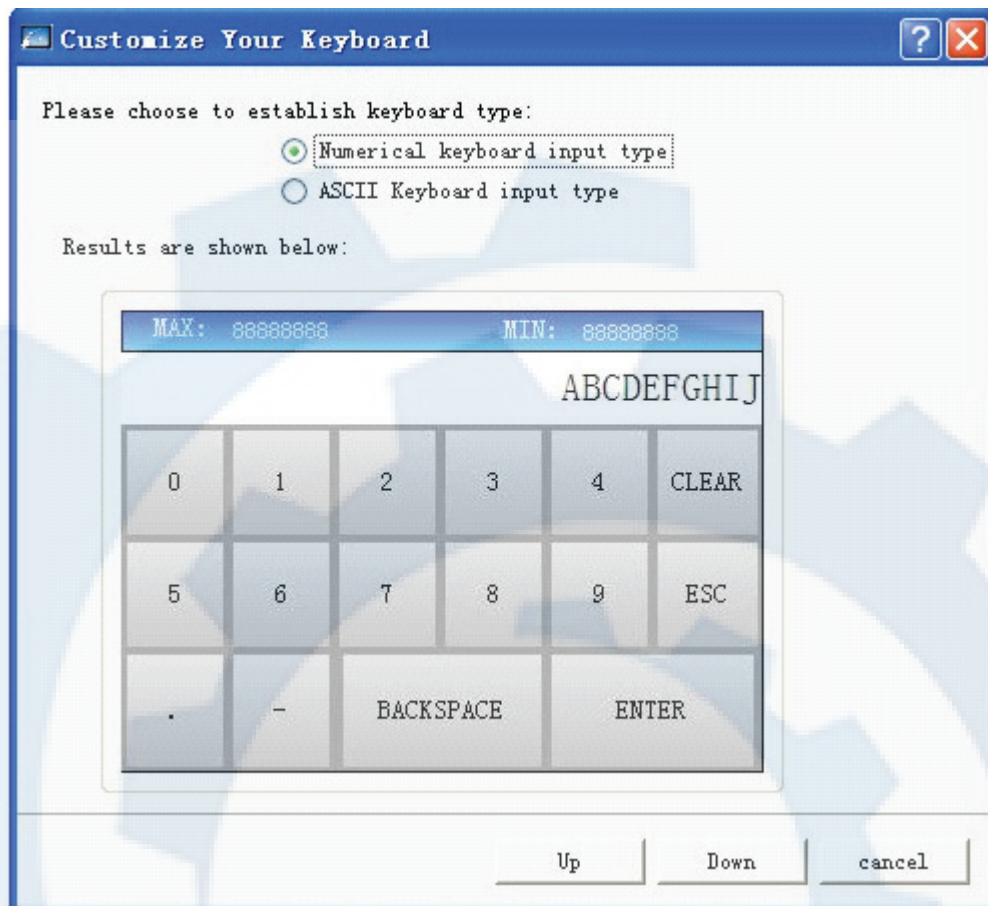 Customize Your Keyboard
Please choose to establish keyboard type:
Numerical keyboard input type
ASCII Keyboard input type
Results are shown below:
MAX: 88888888 MIN: 88888888
ABCDEFGHIJ
0 1 2 3 4 CLEAR
5 6 7 8 9 ESC
. - BACKSPACE ENTER
Up Down cancel